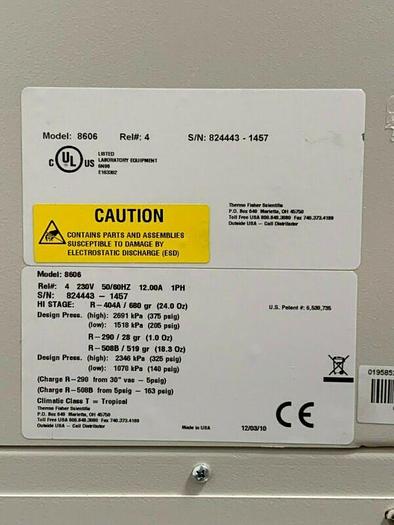 Model: 8606 Rel#: 4 S/N: 824443 - 1457
C UL US LISTED
LABORATORY EQUIPMENT
6N98
E163302
CAUTION
CONTAINS PARTS AND ASSEMBLIES
SUSCEPTIBLE TO DAMAGE BY
ELECTROSTATIC DISCHARGE (ESD)
Thermo Fisher Scientific
P.O. Box 649 Marietta, OH 45750
Toll Free USA 800.848.3080 Fax 740.373.4189
Outside USA - Call Distributor
Model: 8606
Rel#: 4 230V 50/60HZ 12.00A 1PH
S/N: 824443 - 1457
HI STAGE: R-404A / 680 gr (24.0 Oz)
Design Press. (high): 2691 kPa (375 psig)
(low): 1518 kPa (205 psig)
R-290 / 28 gr (1.0 Oz)
R-508B / 519 gr (18.3 Oz)
Design Press. (high): 2346 kPa (325 psig)
(low): 1070 kPa (140 psig)
(Charge R-290 from 30" vac - 5psig)
(Charge R-508B from 5psig - 163 psig)
Climatic Class T = Tropical
Thermo Fisher Scientific
P.O. Box 649 Marietta, OH 45750
Toll Free USA 800.848.3080 Fax 740.373.4189
Outside USA - Call Distributor
Made in USA
U.S. Patent #: 6,539,735
CE
12/03/10
019585